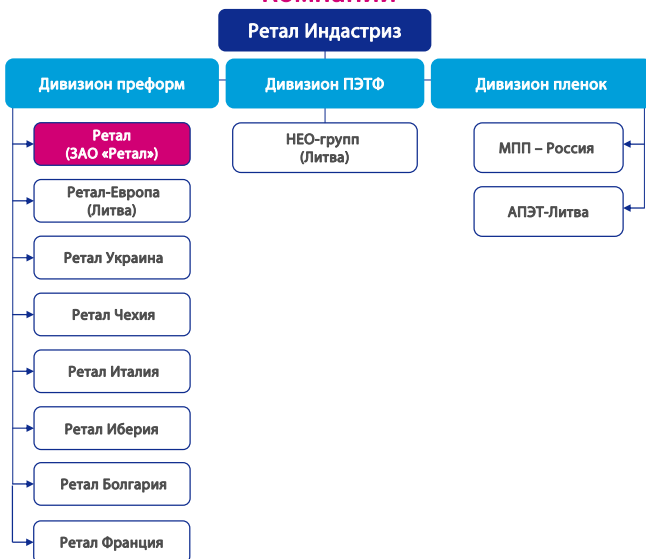 Компании
Ретал Индастриз
Дивизион преформ
Дивизион ПЭТФ
Дивизион пленок
Ретал
(ЗАО «Ретал»)
НЕО-групп
(Литва)
МПП – Россия
Ретал-Европа
(Литва)
АПЭТ-Литва
Ретал Украина
Ретал Чехия
Ретал Италия
Ретал Иберия
Ретал Болгария
Ретал Франция